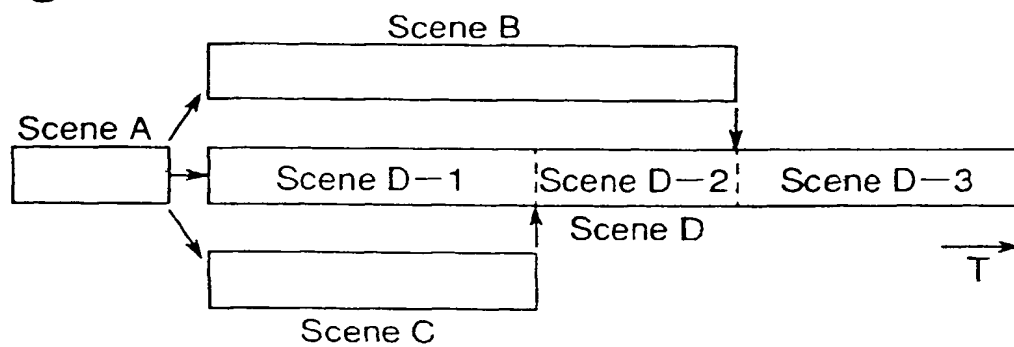 Scene B
Scene A
Scene D—1
Scene D—2
Scene D—3
Scene D
T
Scene C